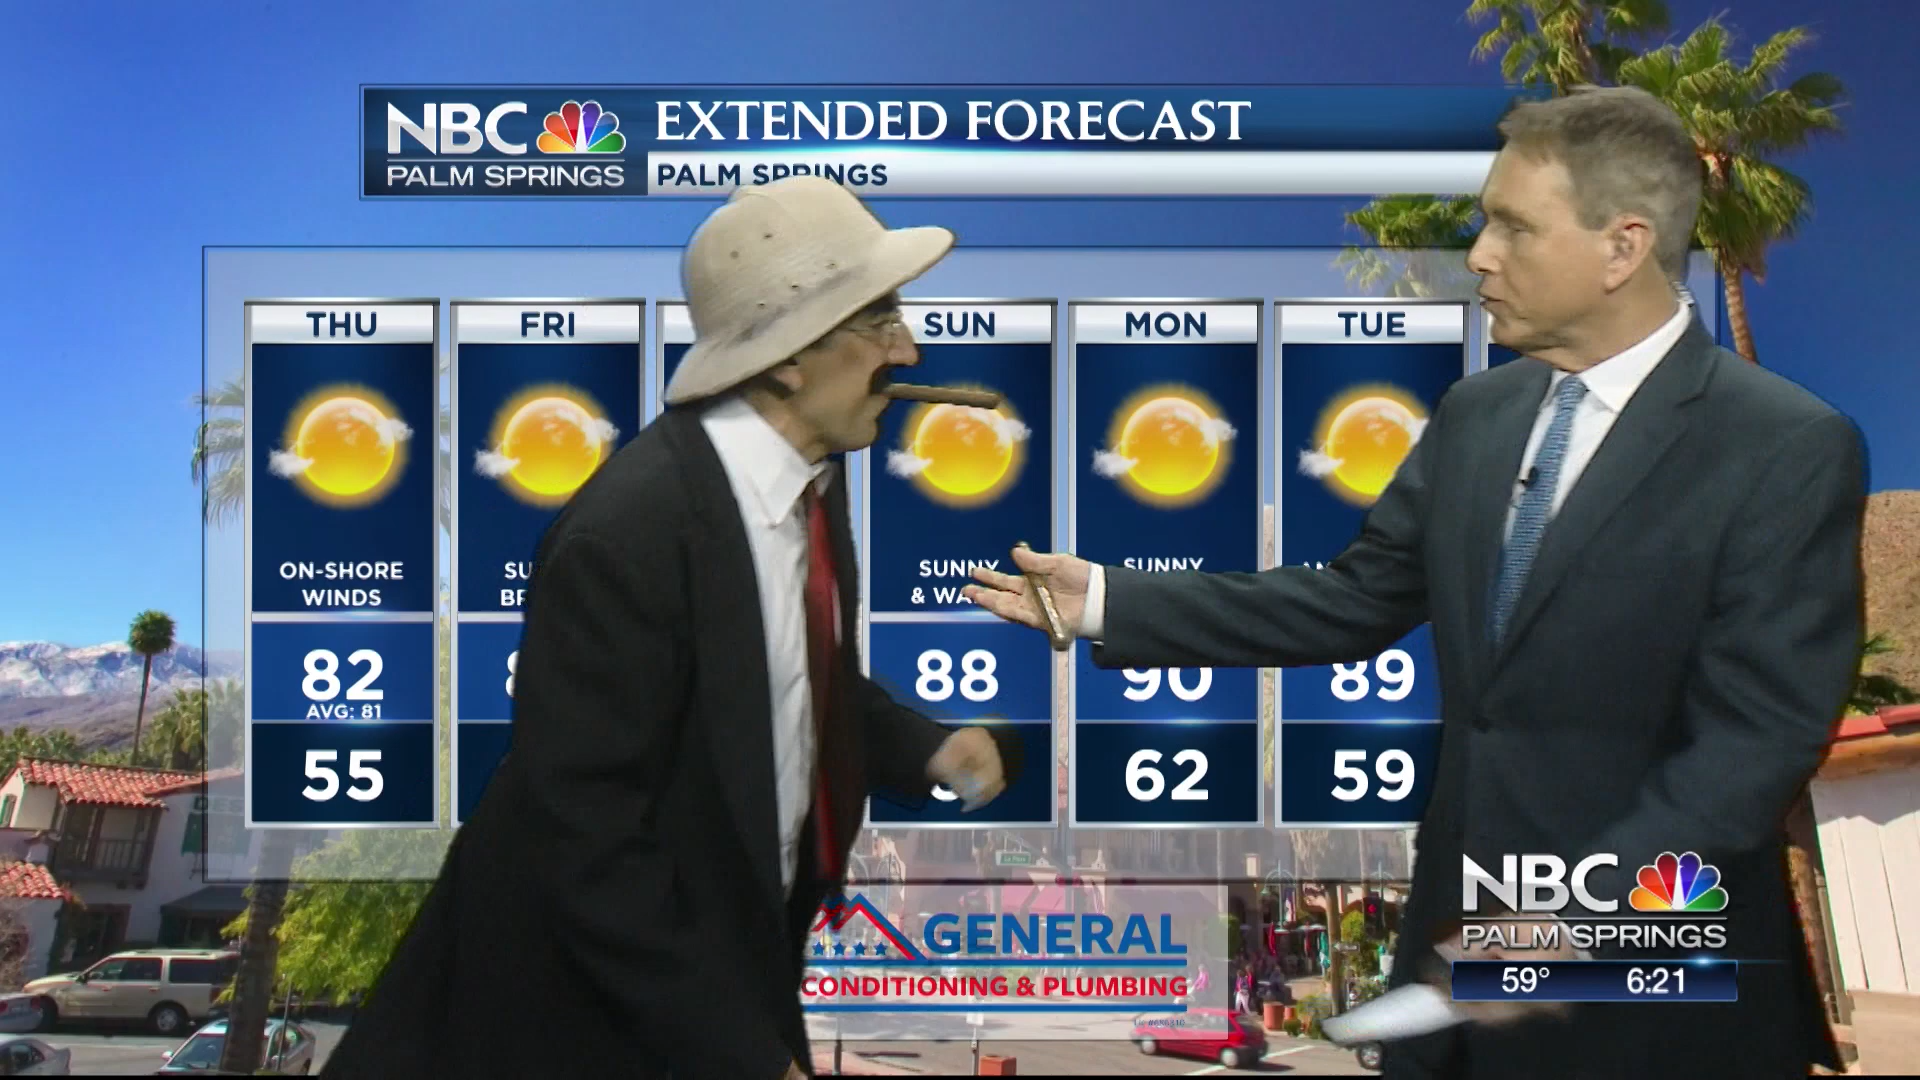 NBC
PALM SPRINGS
EXTENDED FORECAST
PALM SPRINGS
THU
FRI
SUN
MON
TUE
ON-SHORE
WINDS
SUNNY
&
SUNNY
82
88
90
89
AVG: 81
55
62
59
GENERAL
CONDITIONING & PLUMBING
NBC
PALM SPRINGS
59° 6:21